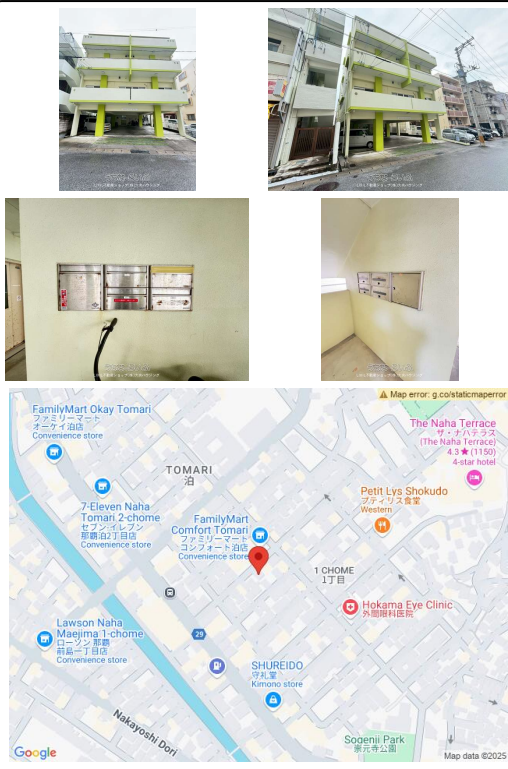 Map error: g.co/staticmaperror
FamilyMart Okay Tomari
ファミリーマート
オーケイ泊店
Convenience store
The Naha Terrace
ザ・ナハテラス
(The Naha Terrace)
4.3★(1150)
4-star hotel
TOMARI
泊
7-Eleven Naha
Tomari 2-chome
セブン-イレブン
那覇泊2丁目店
Convenience store
Petit Lys Shokudo
プティリス食堂
Western
FamilyMart
Comfort Tomari
ファミリーマート
コンフォート泊店
Convenience store
1 CHOME
1丁目
Hokama Eye Clinic
外間眼科医院
Lawson Naha
Maejima 1-chome
ローソン 那覇
前島一丁目店
Convenience store
29
SHUREIDO
守礼堂
Kimono store
Nakayoshi Dori
Sogenji Park
崇元寺公園
Google
Map data ©2025